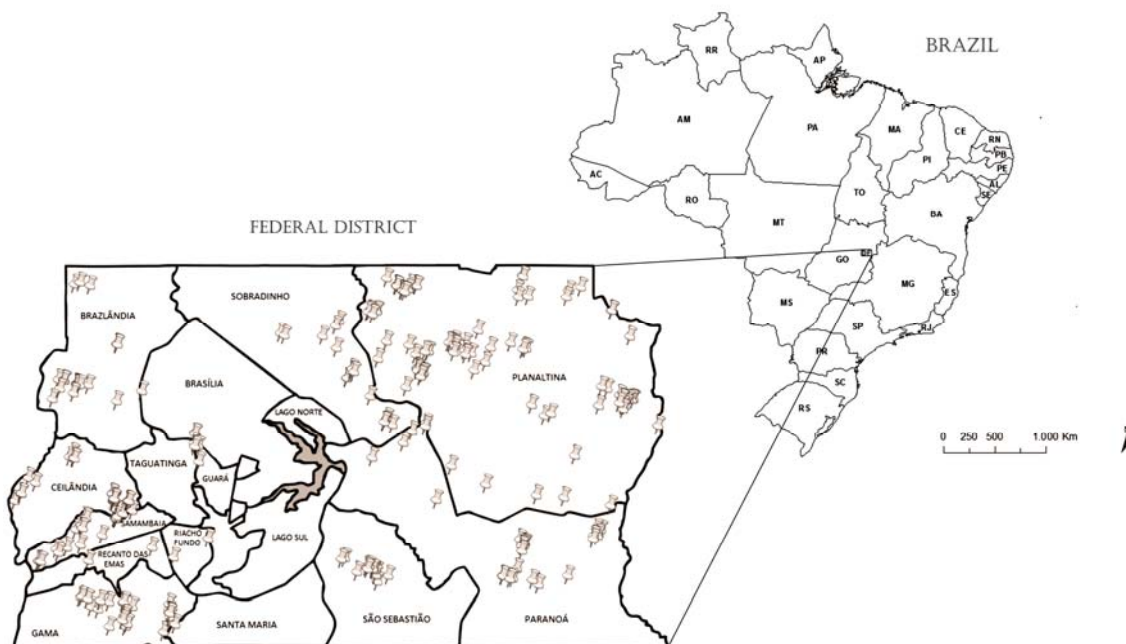 BRAZIL
RR
AP
AM
PA
MA
CE
RN
PB
PE
AL
SE
PI
AC
TO
RO
BA
MT
GO
DF
MG
ES
MS
SP
RJ
PR
SC
RS
0 250 500 1.000 Km
FEDERAL DISTRICT
SOBRADINHO
BRAZLÂNDIA
PLANALTINA
BRASÍLIA
LAGO NORTE
TAGUATINGA
GUARÁ
CEILÂNDIA
SAMAMBAIA
RIACHO
FUNDO
LAGO SUL
RECANTO DAS
EMAS
GAMA
SANTA MARIA
SÃO SEBASTIÃO
PARANOÁ